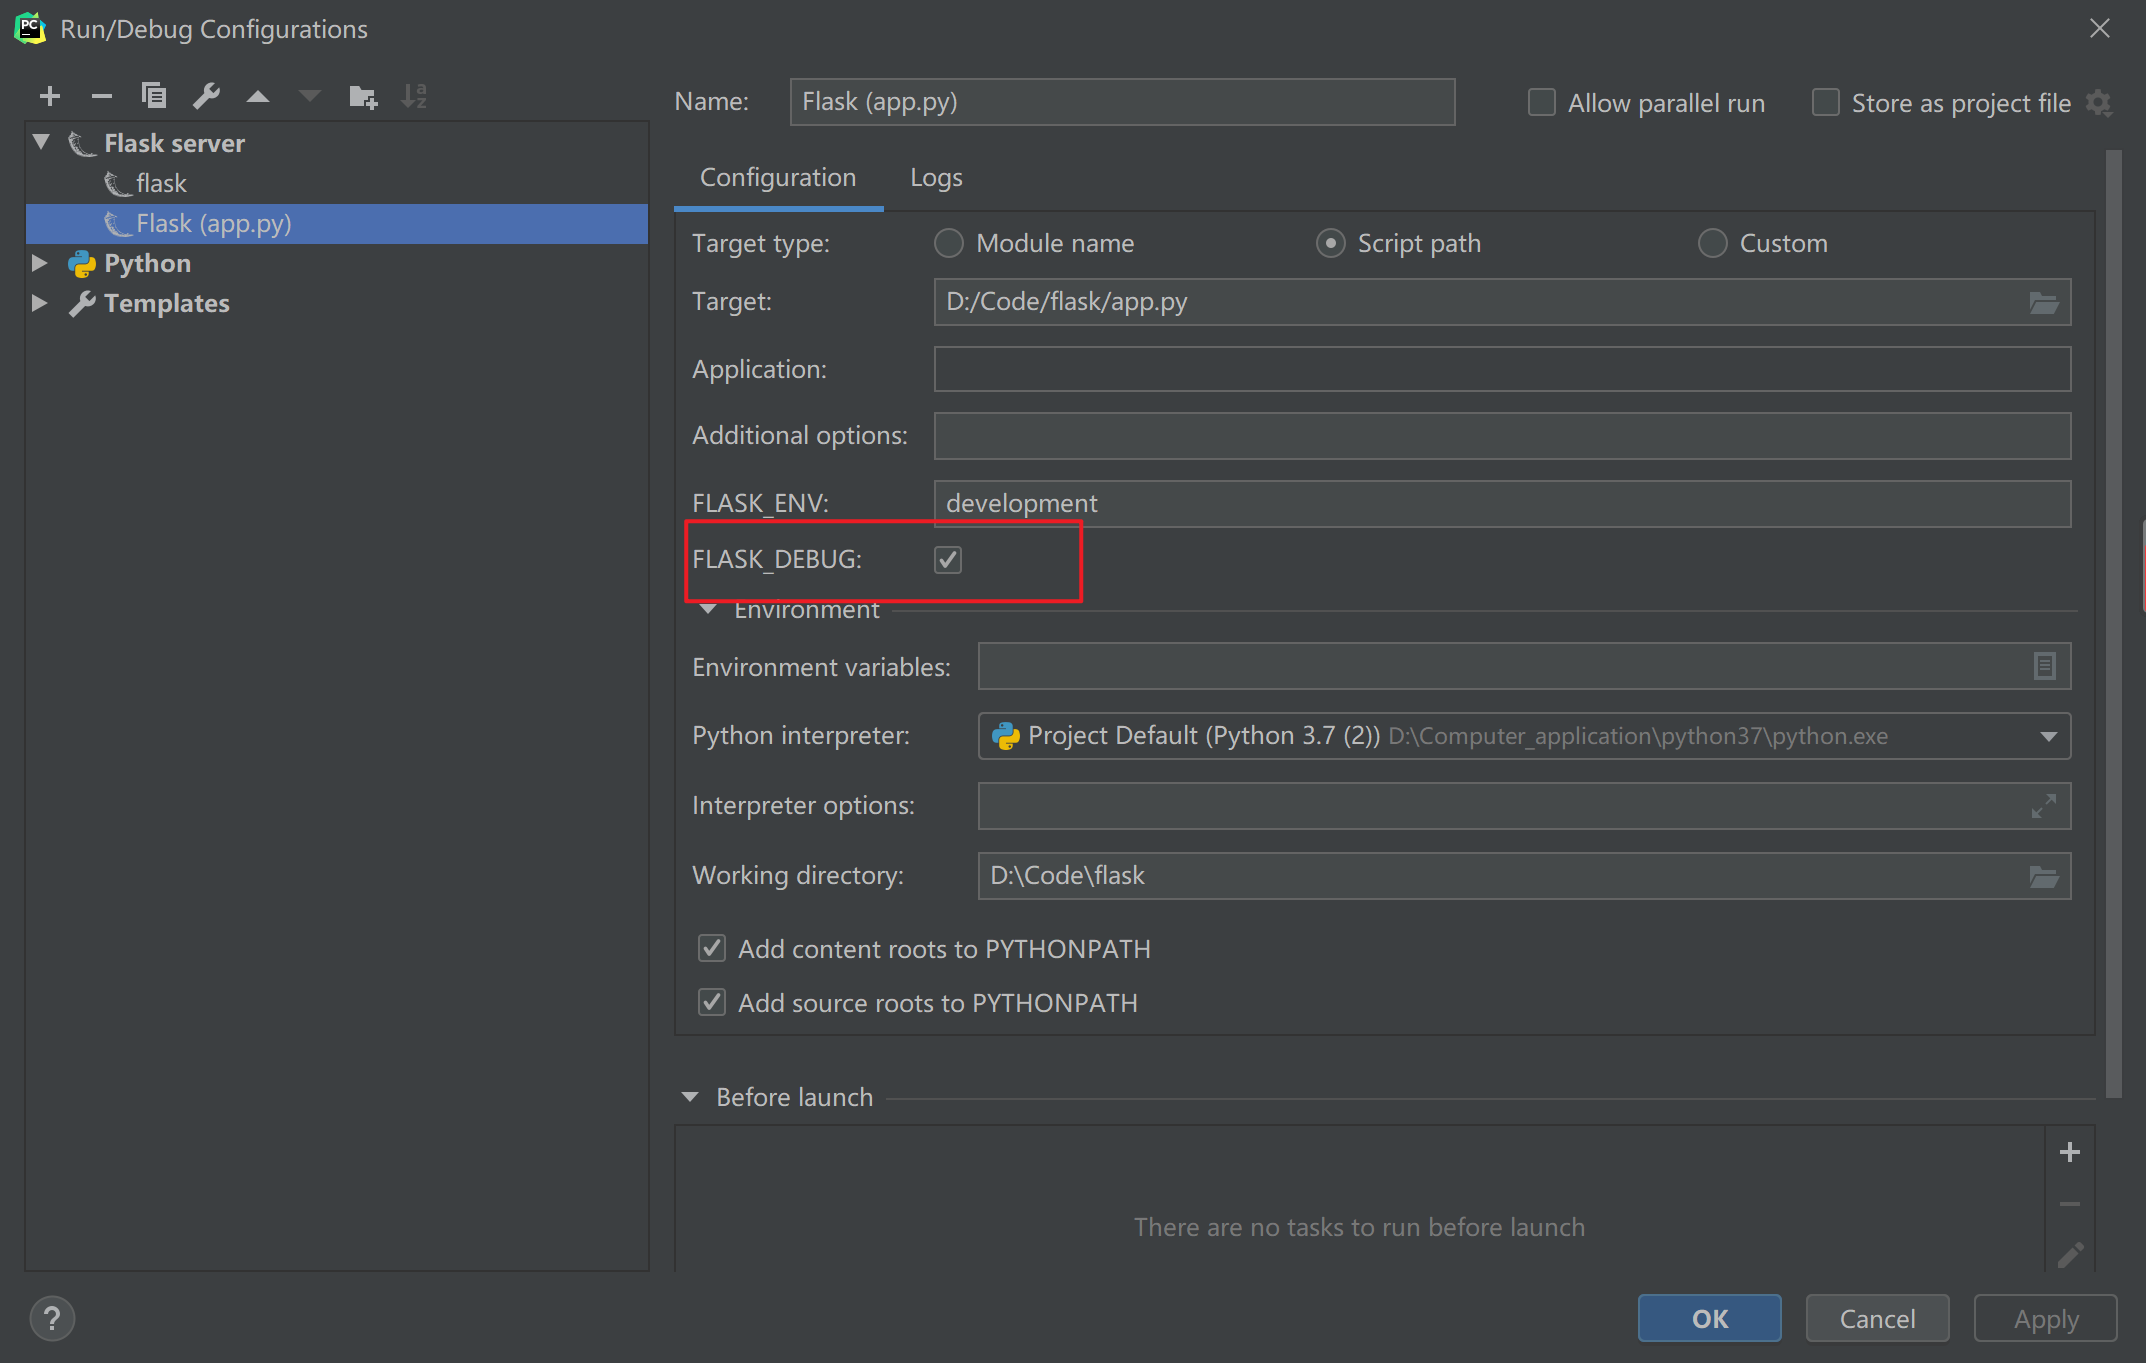 Run/Debug Configurations
Name: Flask (app.py) Allow parallel run Store as project file
Flask server
flask
Flask (app.py)
Python
Templates
Configuration Logs
Target type: Module name Script path Custom
Target: D:/Code/flask/app.py
Application:
Additional options:
FLASK_ENV: development
FLASK_DEBUG:
Environment
Environment variables:
Python interpreter: Project Default (Python 3.7 (2)) D:\Computer_application\python37\python.exe
Interpreter options:
Working directory: D:\Code\flask
Add content roots to PYTHONPATH
Add source roots to PYTHONPATH
Before launch
There are no tasks to run before launch
? OK Cancel Apply